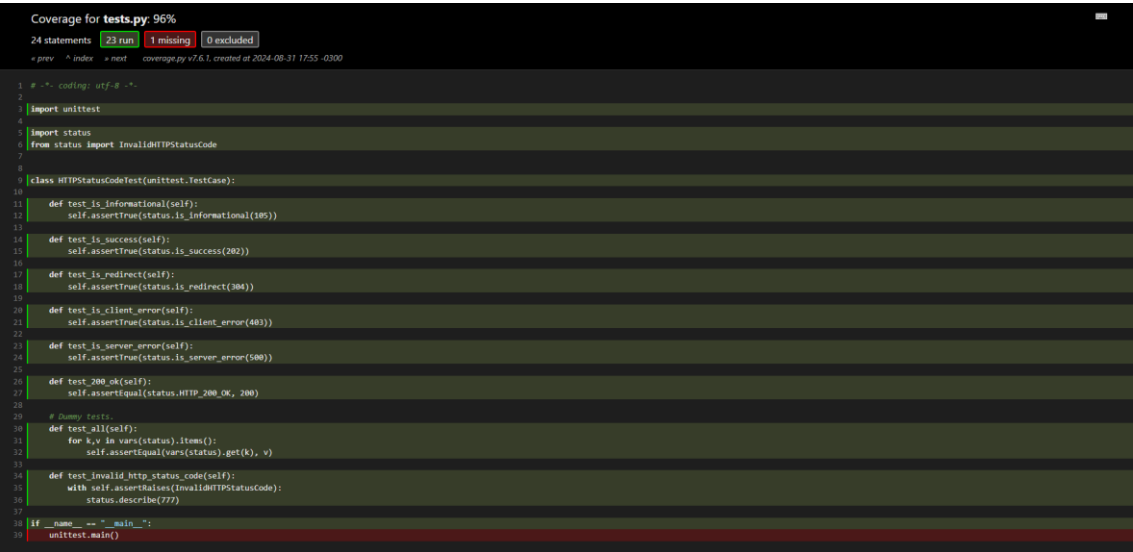 Coverage for tests.py: 96%
24 statements 23 run 1 missing 0 excluded
« prev ^ index » next coverage.py v7.6.1, created at 2024-08-31 17:55 -0300
1 # -*- coding: utf-8 -*-
2
3 import unittest
4
5 import status
6 from status import InvalidHTTPStatusCode
7
8
9 class HTTPStatusCodeTest(unittest.TestCase):
10
11     def test_is_informational(self):
12         self.assertTrue(status.is_informational(105))
13
14     def test_is_success(self):
15         self.assertTrue(status.is_success(202))
16
17     def test_is_redirect(self):
18         self.assertTrue(status.is_redirect(304))
19
20     def test_is_client_error(self):
21         self.assertTrue(status.is_client_error(403))
22
23     def test_is_server_error(self):
24         self.assertTrue(status.is_server_error(500))
25
26     def test_200_ok(self):
27         self.assertEqual(status.HTTP_200_OK, 200)
28
29     # Dummy tests.
30     def test_all(self):
31         for k,v in vars(status).items():
32             self.assertEqual(vars(status).get(k), v)
33
34     def test_invalid_http_status_code(self):
35         with self.assertRaises(InvalidHTTPStatusCode):
36             status.describe(777)
37
38 if __name__ == "__main__":
39     unittest.main()